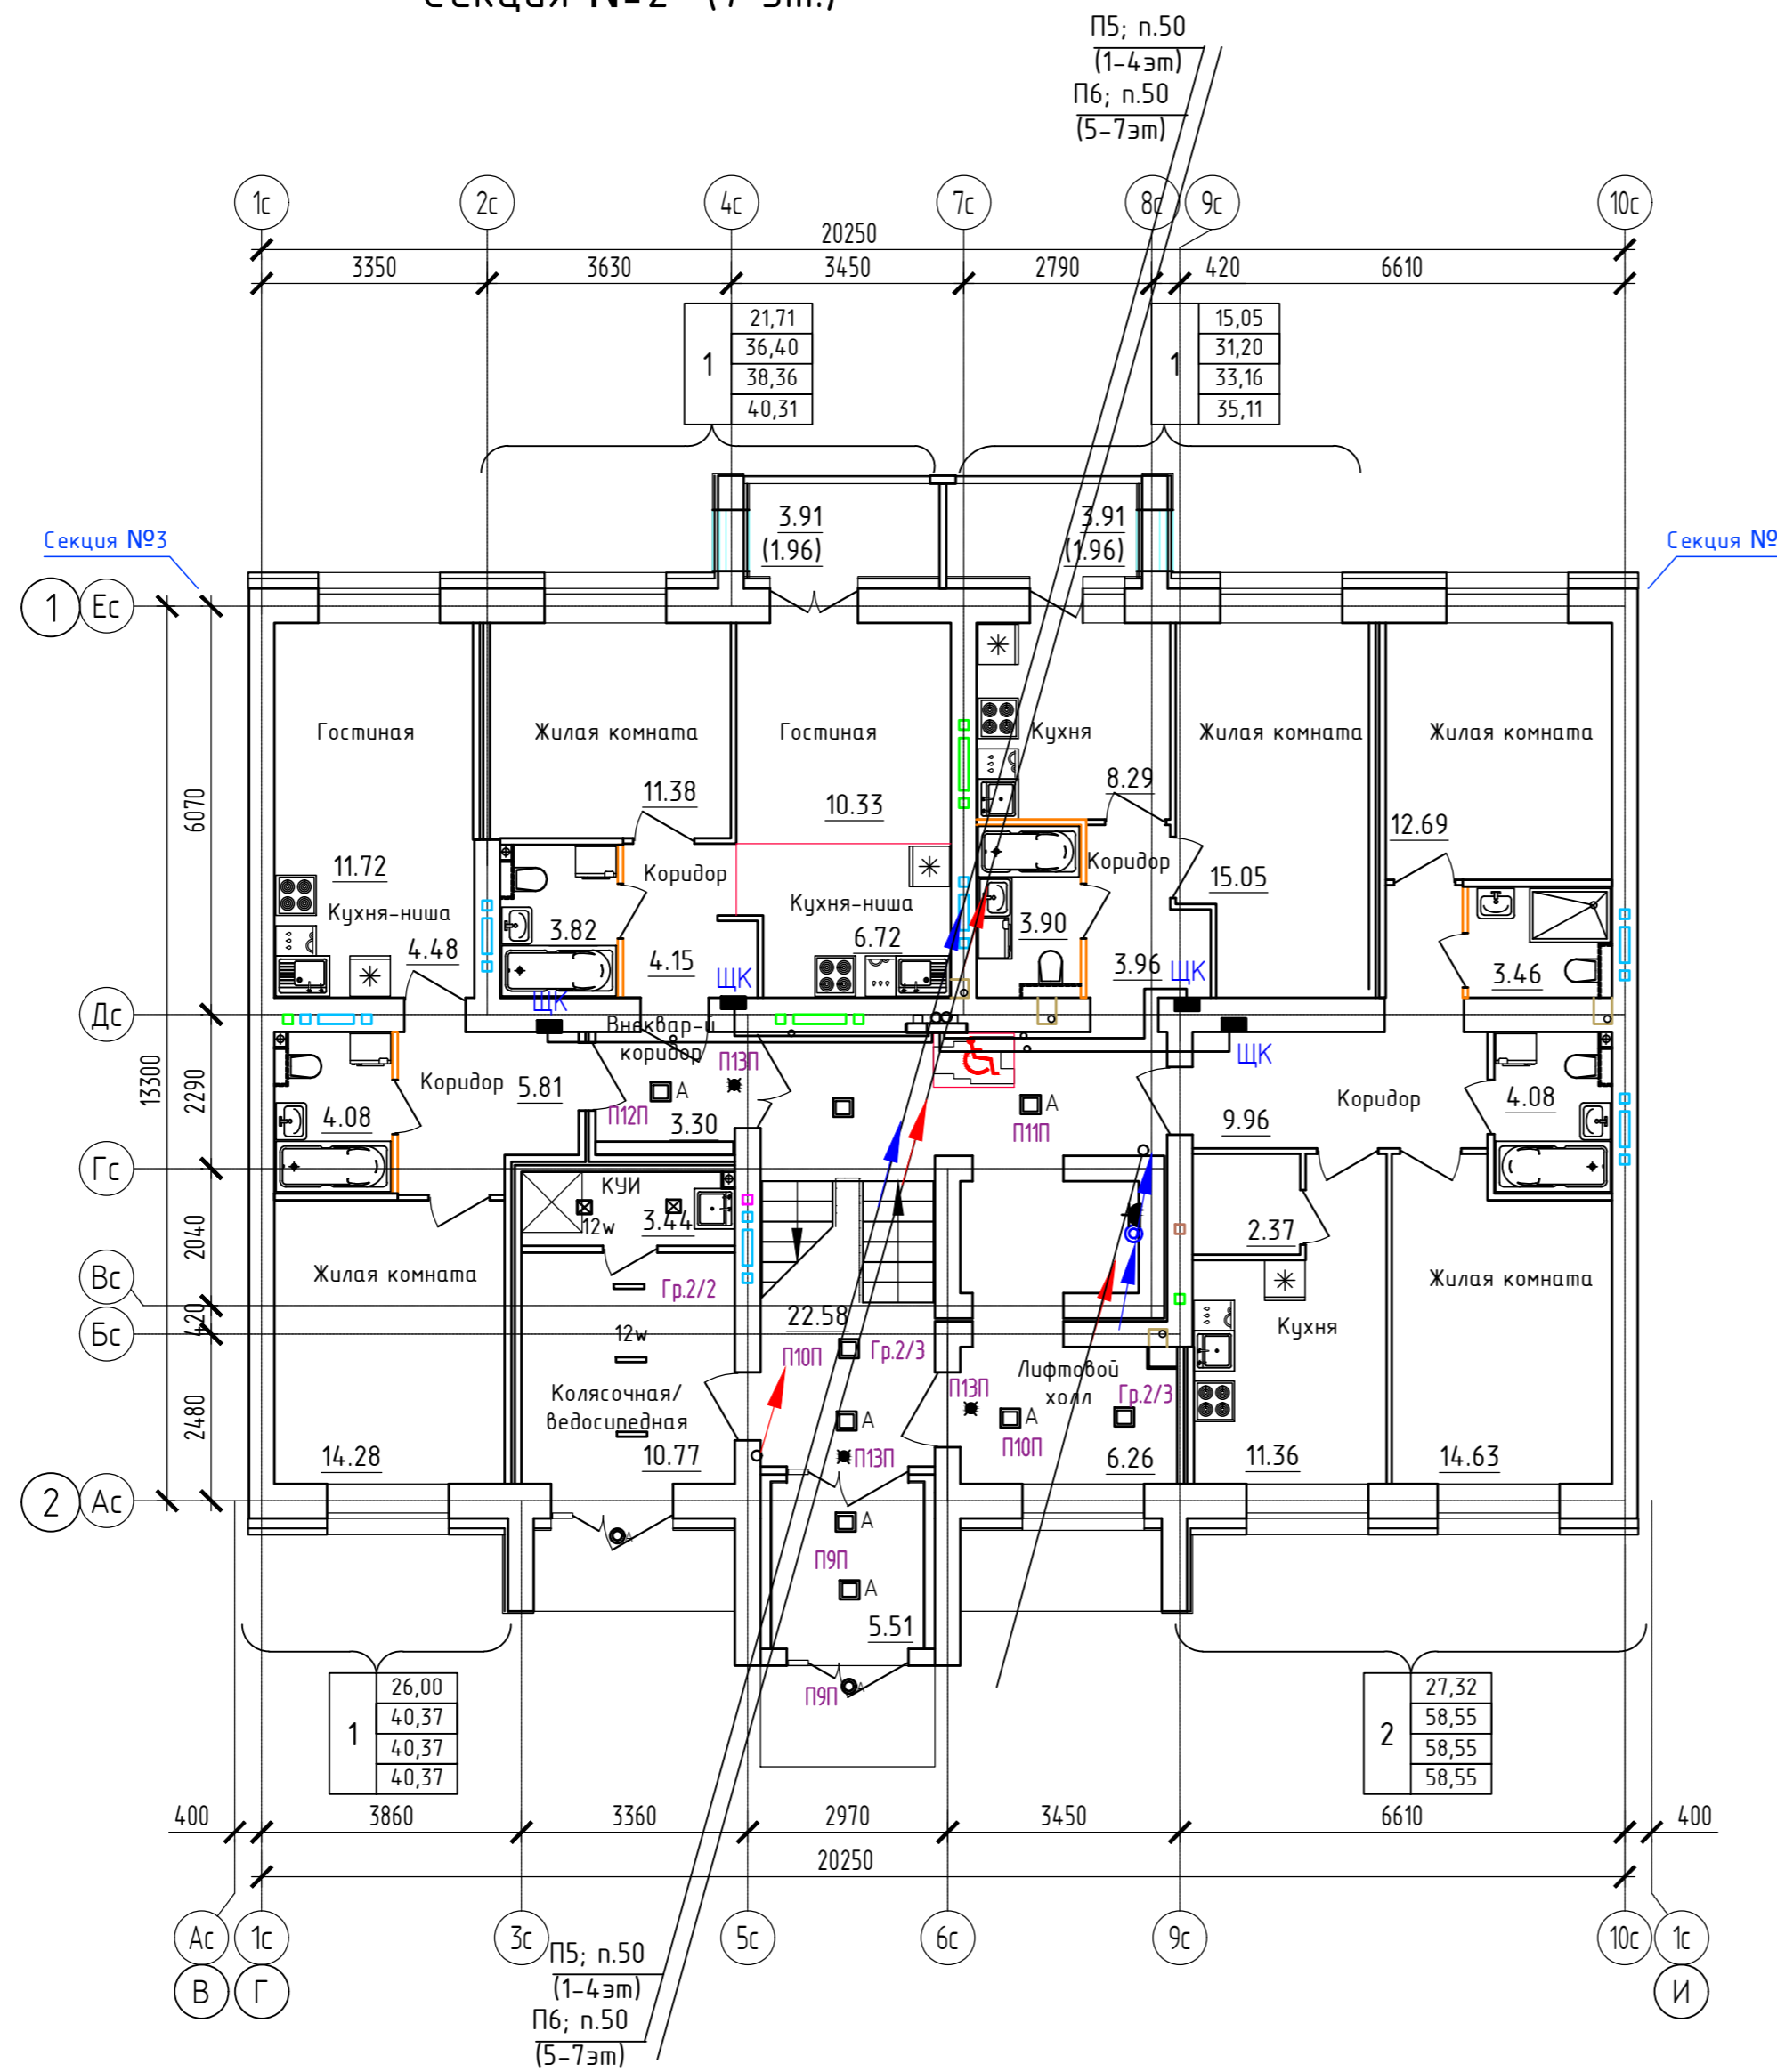 П5; п.50
(1-4эт)
П6; п.50
(5-7эт)
1с
2с
4с
7с
8с
9с
10с
20250
3350
3630
3450
2790
420
6610
1
21,71
36,40
38,36
40,31
1
15,05
31,20
33,16
35,11
Секция №3
3.91
(1.96)
3.91
(1.96)
Секция №
1
Ес
Гостиная
Жилая комната
Гостиная
Кухня
Жилая комната
Жилая комната
11.38
10.33
8.29
12.69
6070
11.72
Коридор
Коридор
15.05
Кухня-ниша
Кухня-ниша
4.48
3.82
4.15
6.72
3.90
3.96
3.46
ЩК
ЩК
ЩК
Дс
Внеквар-й
коридор
П13П
ЩК
13300
2290
Коридор
5.81
А
А
Коридор
4.08
П12П
3.30
П11П
9.96
4.08
Гс
КУИ
12w
3.44
2.37
2040
Жилая комната
Гр.2/2
Жилая комната
Вс
420
Бс
22.58
12w
П10П
Гр.2/3
Кухня
Лифтовой
холл
Колясочная/
ведосипедная
П13П
Гр.2/3
2480
А
А
П10П
14.28
10.77
П13П
6.26
11.36
14.63
2
Ас
А
А
П9П
А
5.51
П9П
А
1
26,00
40,37
40,37
40,37
2
27,32
58,55
58,55
58,55
400
3860
3360
2970
3450
6610
400
20250
Ас
1с
3с
5с
6с
9с
10с
1с
В
Г
И
П5; п.50
(1-4эт)
П6; п.50
(5-7эт)